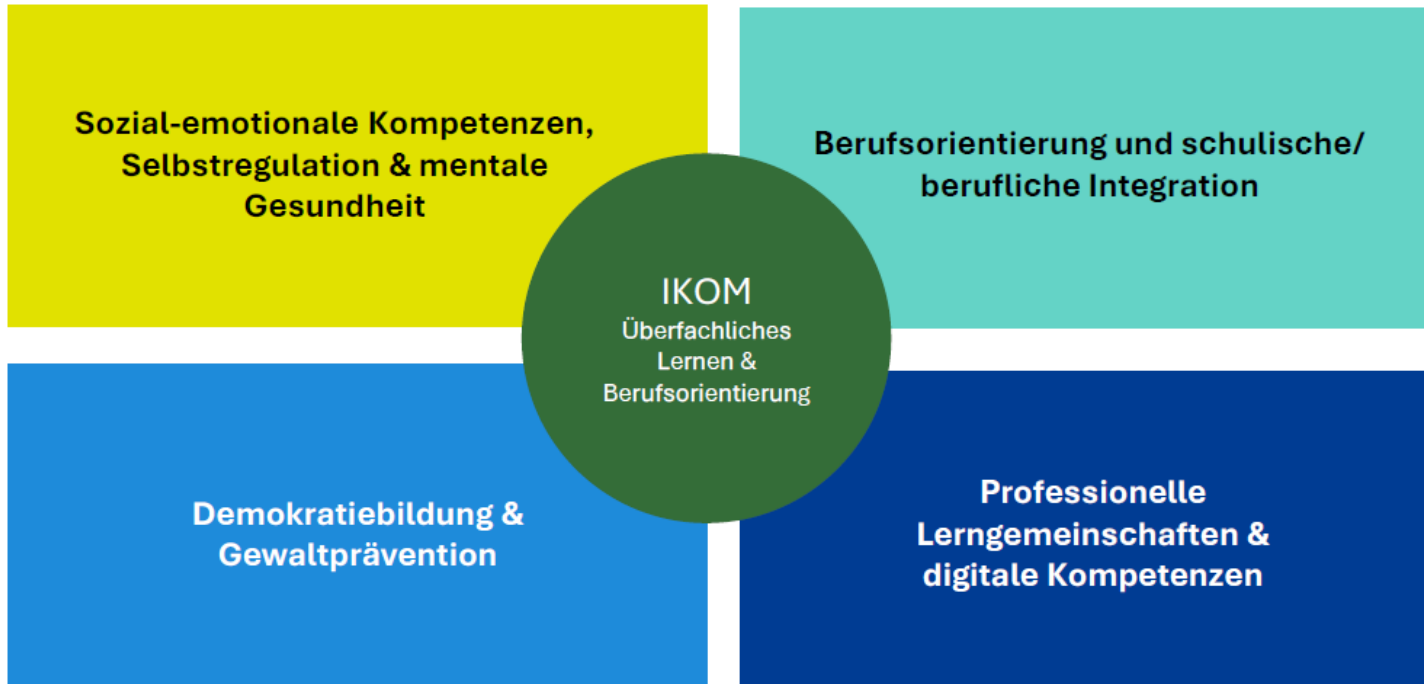 Sozial-emotionale Kompetenzen,
Selbstregulation & mentale
Gesundheit
Berufsorientierung und schulische/
berufliche Integration
IKOM
Überfachliches
Lernen &
Berufsorientierung
Demokratiebildung &
Gewaltprävention
Professionelle
Lerngemeinschaften &
digitale Kompetenzen